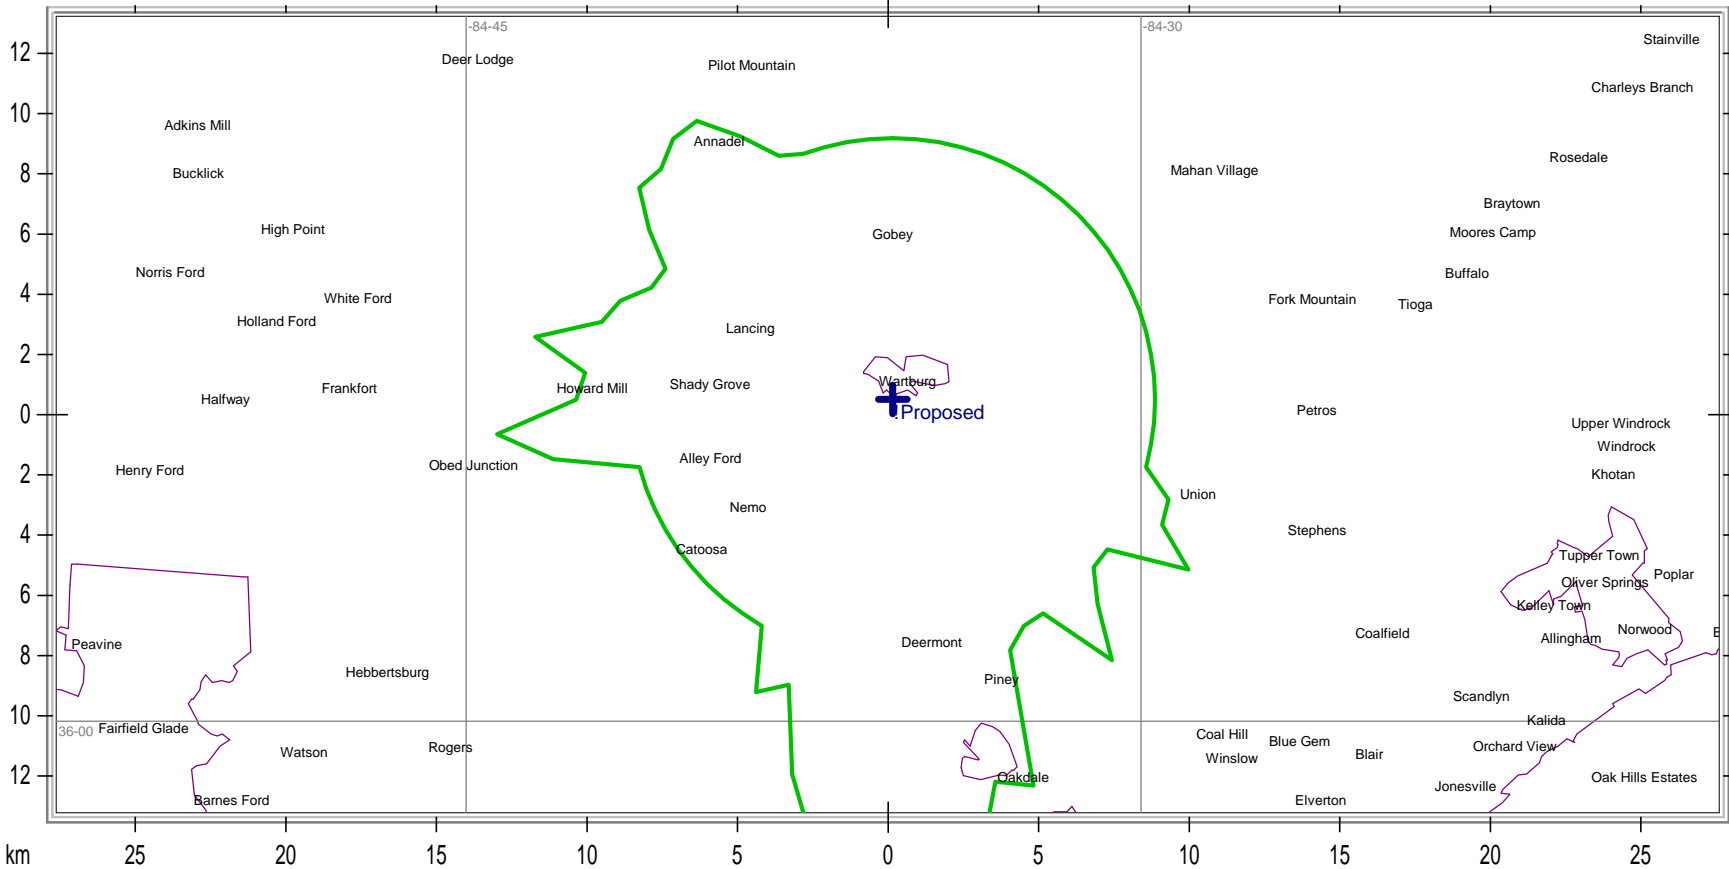 -84-45
-84-30
12
Stainville
Deer Lodge
Pilot Mountain
Charleys Branch
10
Adkins Mill
Annadel
Rosedale
8
Bucklick
Mahan Village
Braytown
6
High Point
Gobey
Moores Camp
Norris Ford
Buffalo
4
White Ford
Fork Mountain
Tioga
Holland Ford
Lancing
2
Frankfort
Howard Mill
Shady Grove
Wartburg
Halfway
0
Proposed
Petros
Upper Windrock
Windrock
Alley Ford
2
Henry Ford
Obed Junction
Khotan
Union
Nemo
4
Stephens
Catoosa
Tupper Town
Poplar
6
Oliver Springs
Kelley Town
Norwood
Coalfield
Allingham
Peavine
Deermont
8
Hebbertsburg
Piney
Scandlyn
10
Kalida
36-00
Fairfield Glade
Coal Hill
Blue Gem
Rogers
Orchard View
Watson
Winslow
Blair
12
Oakdale
Oak Hills Estates
Jonesville
Barnes Ford
Elverton
km
25
20
15
10
5
0
5
10
15
20
25